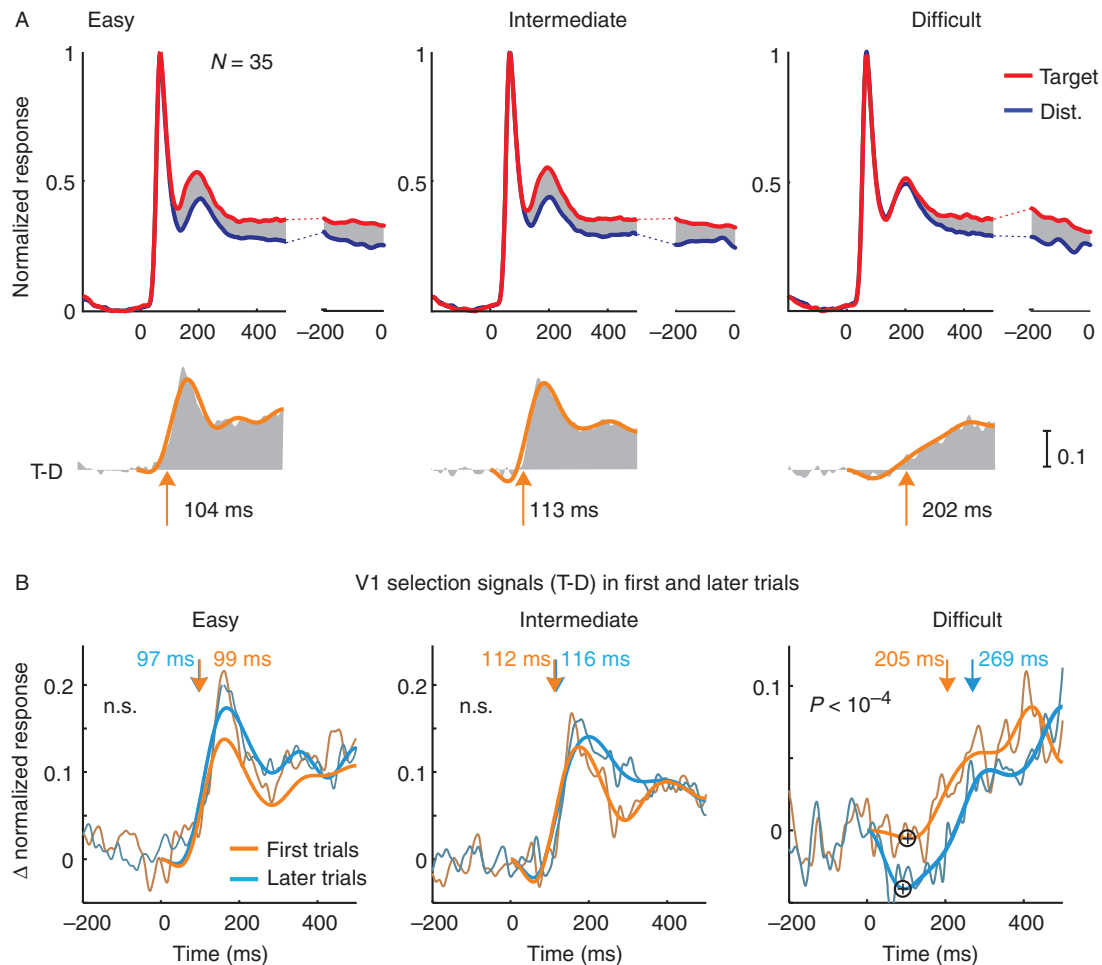 A
Easy
Intermediate
Difficult
Normalized response
1
0.5
0
N = 35
0 200 400 –200 0
1
0.5
0
0 200 400 –200 0
1
0.5
0
0 200 400 –200 0
Target
Dist.
T-D
104 ms
113 ms
202 ms
0.1
B
V1 selection signals (T-D) in first and later trials
Easy
Intermediate
Difficult
Δ normalized response
0.2
0.1
0
97 ms
99 ms
n.s.
First trials
Later trials
–200 0 200 400
Time (ms)
0.2
0.1
0
112 ms
116 ms
n.s.
–200 0 200 400
Time (ms)
0.1
0
205 ms
269 ms
P < 10–4
–200 0 200 400
Time (ms)